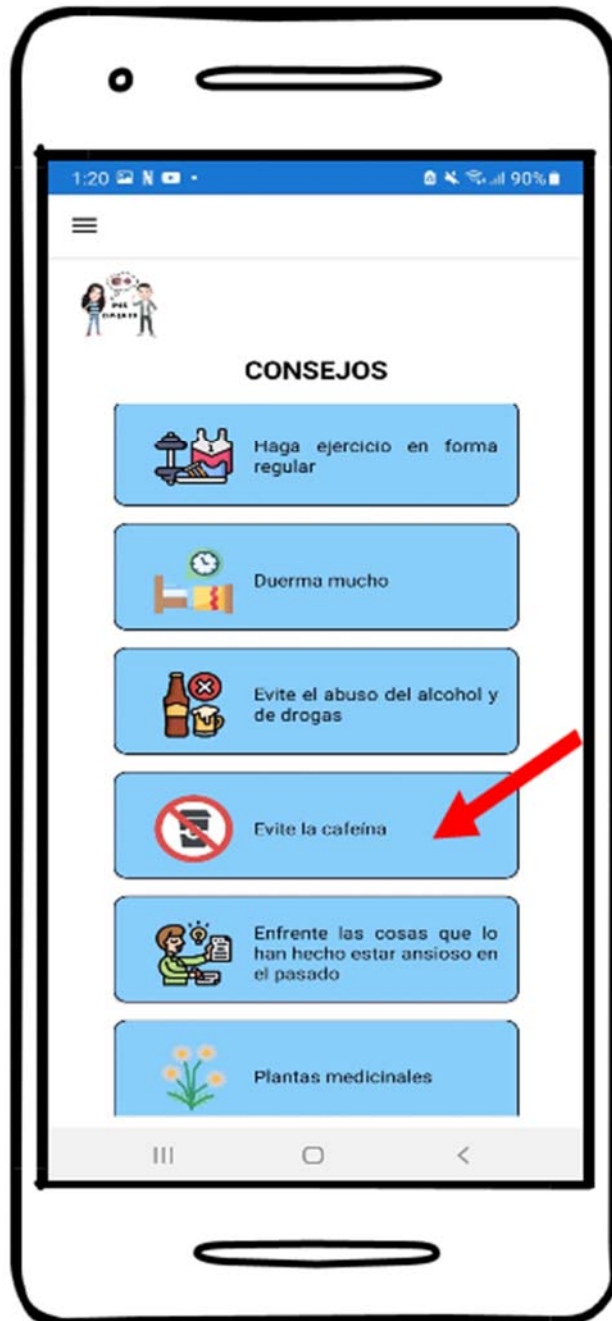 1:20 N 90%
CONSEJOS
Haga ejercicio en forma
regular
Duerma mucho
Evite el abuso del alcohol y
de drogas
Evite la cafeína
Enfrente las cosas que lo
han hecho estar ansioso en
el pasado
Plantas medicinales